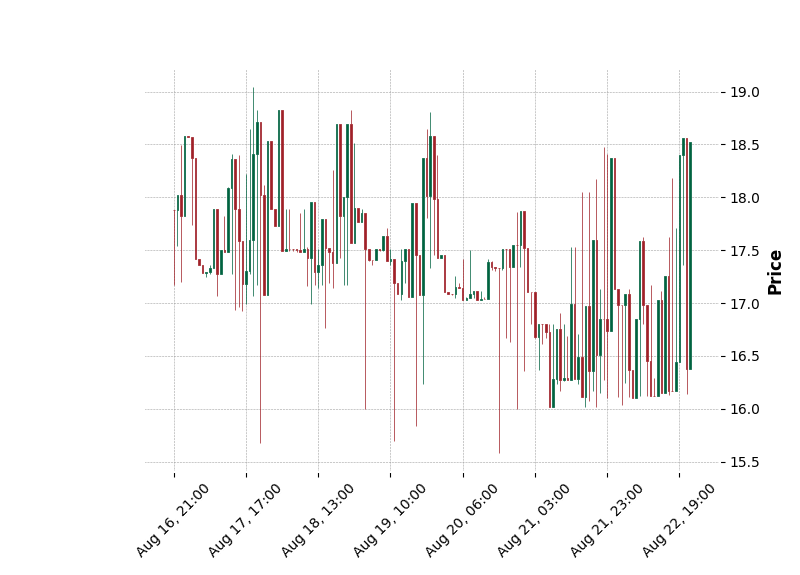 19.0
18.5
18.0
17.5
17.0
16.5
16.0
15.5
Price
Aug 16, 21:00
Aug 17, 17:00
Aug 18, 13:00
Aug 19, 10:00
Aug 20, 06:00
Aug 21, 03:00
Aug 21, 23:00
Aug 22, 19:00